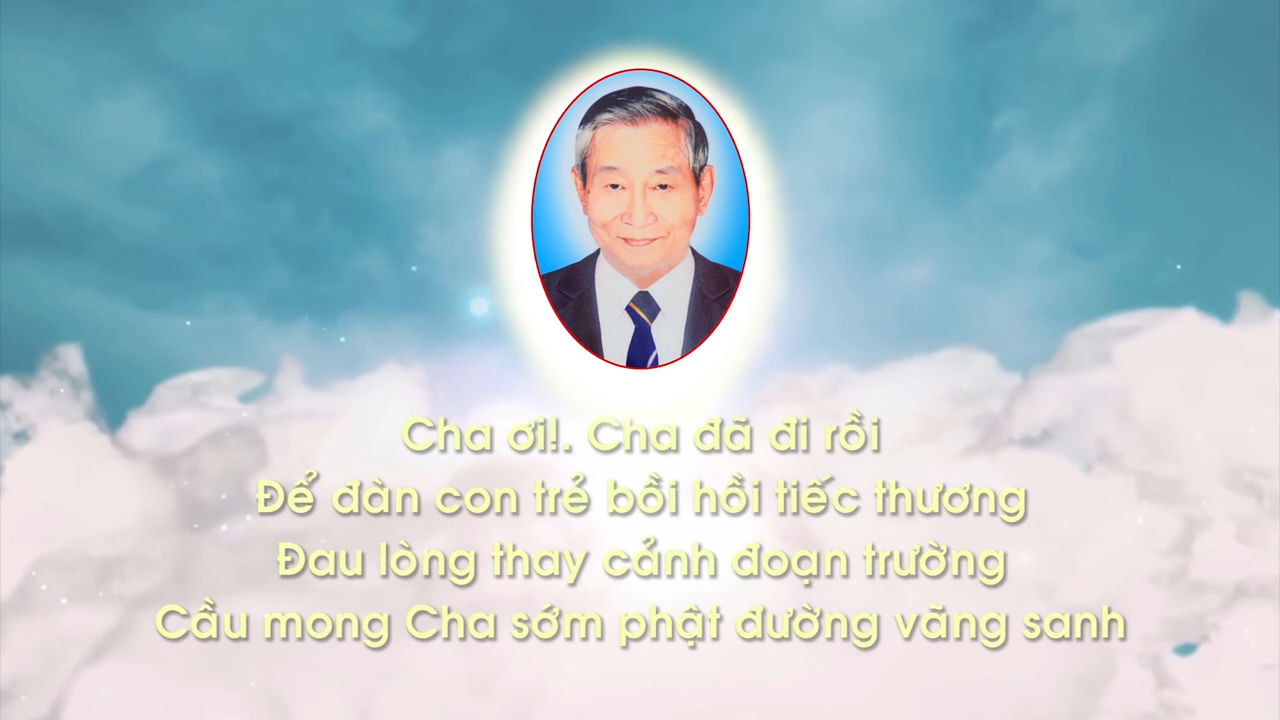 Cha ơi!. Cha đã đi rồi
Để đàn con trẻ bồi hồi tiếc thương
Đau lòng thay cảnh đoạn trường
Cầu mong Cha sớm phật đường vãng sanh